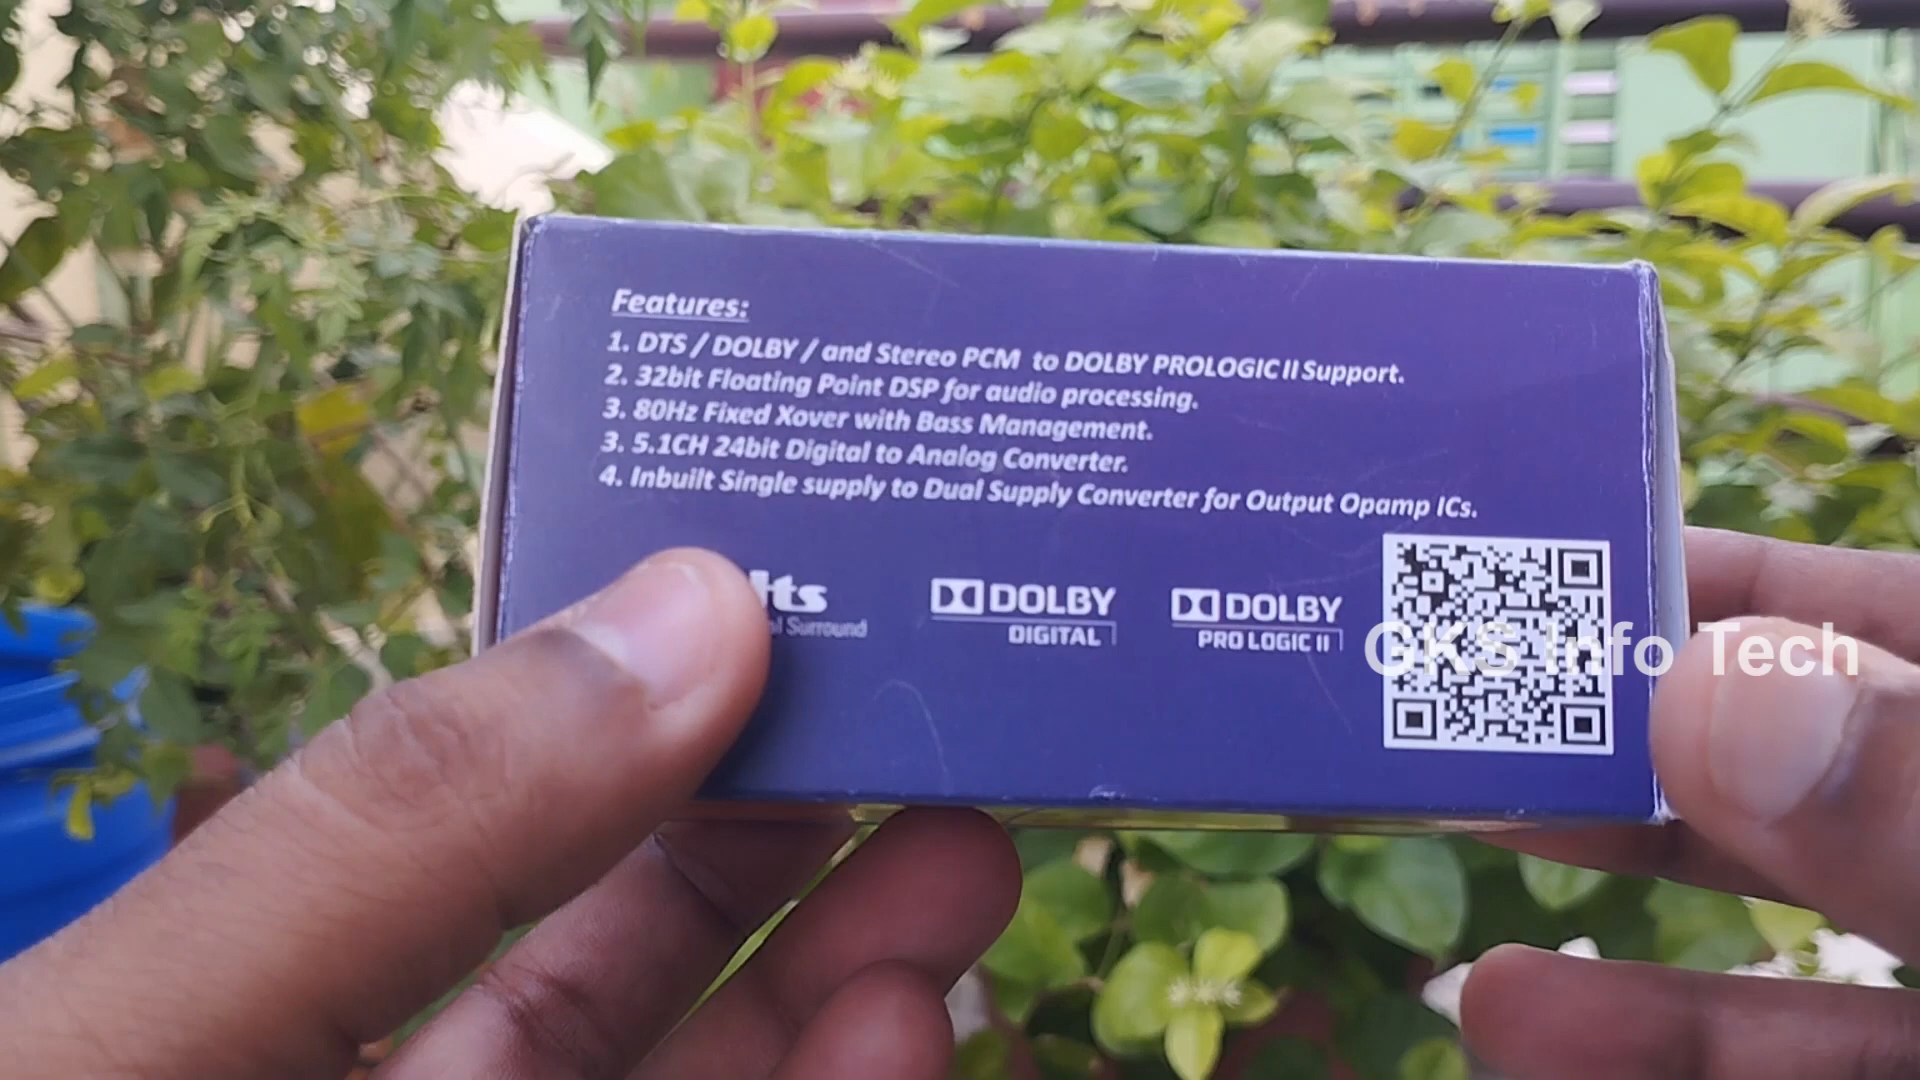 Features:
1. DTS / DOLBY / and Stereo PCM to DOLBY PROLOGIC II Support.
2. 32bit Floating Point DSP for audio processing.
3. 80Hz Fixed Xover with Bass Management.
3. 5.1CH 24bit Digital to Analog Converter.
4. Inbuilt Single supply to Dual Supply Converter for Output Opamp ICs.
Surround
DOLBY
DIGITAL
DOLBY
PRO LOGIC II
GKS Info Tech